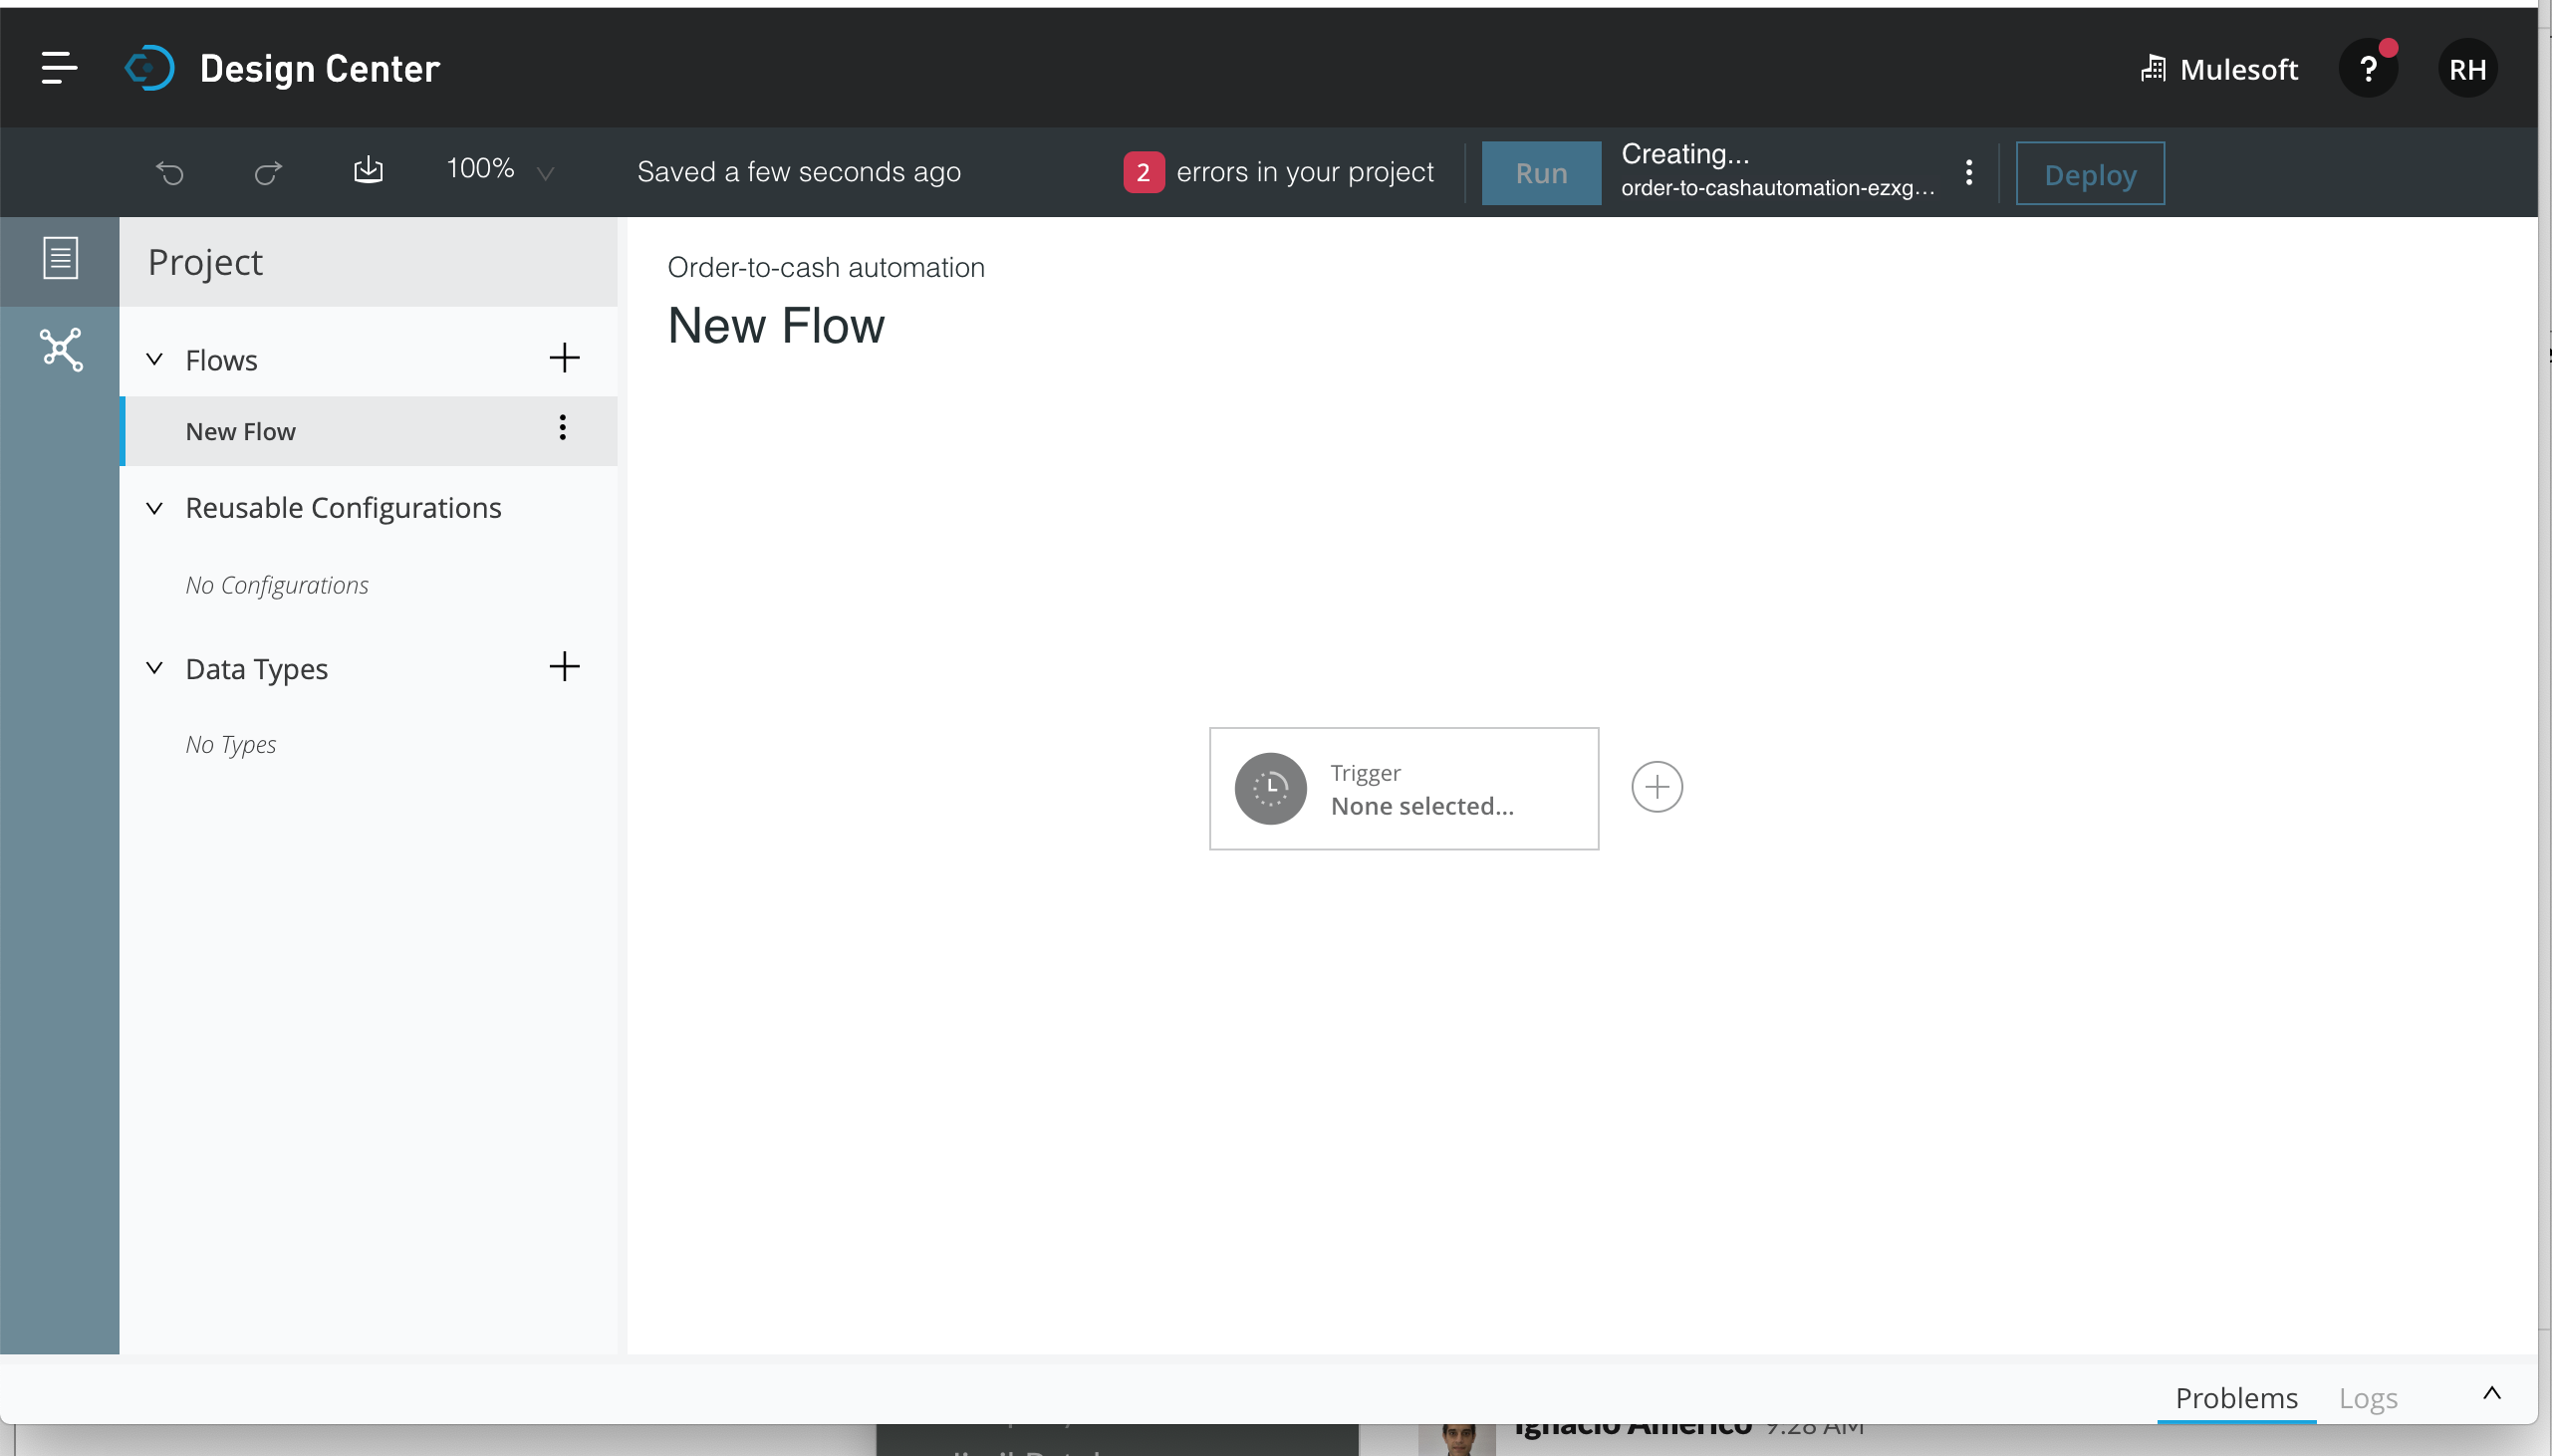 Design Center
Mulesoft
?
RH
100%
Saved a few seconds ago
2 errors in your project
Run
Creating...
order-to-cashautomation-ezxg...
Deploy
Project
Flows
New Flow
Reusable Configurations
No Configurations
Data Types
No Types
Order-to-cash automation
New Flow
Trigger
None selected...
Problems
Logs
Ignacio Americo 9:28 AM